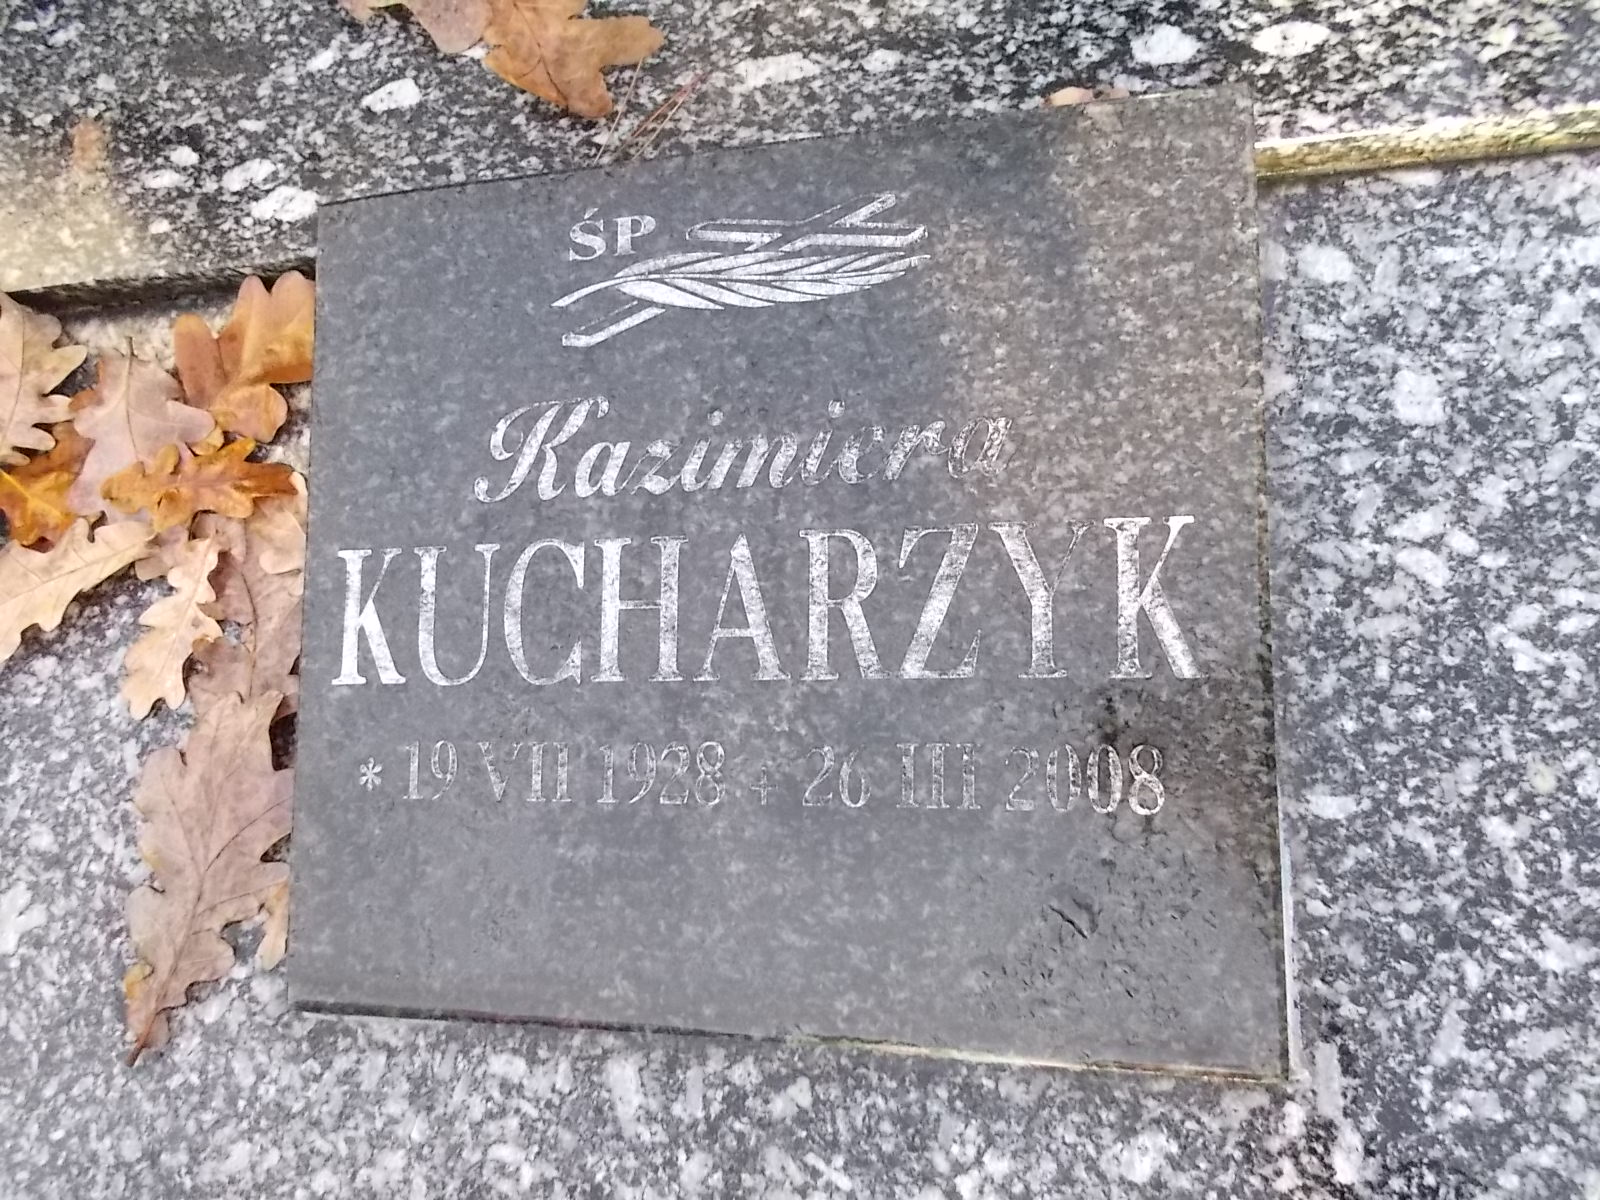 ŚP
Kazimiera
KUCHARZYK
* 19 VII 1928 + 26 III 2008